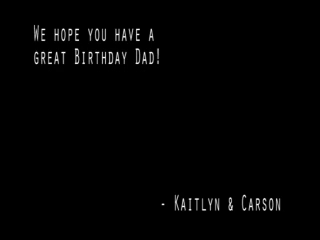 We hope you have a
great Birthday Dad!
- Kaitlyn & Carson